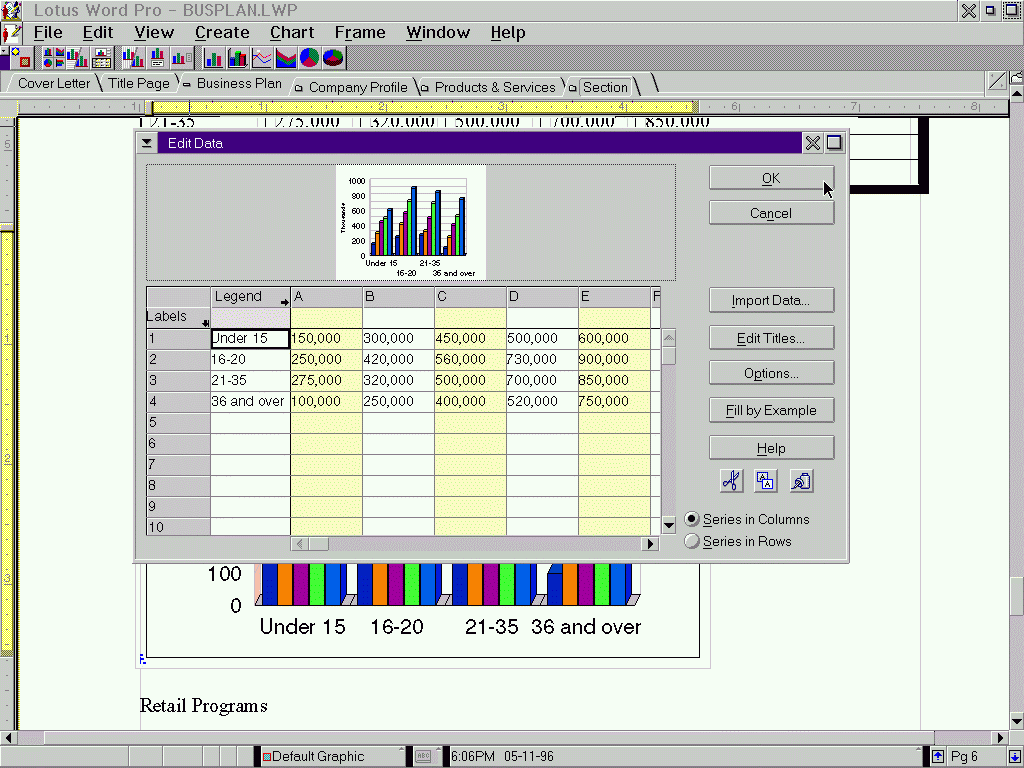 Lotus Word Pro - BUSPLAN.LWP
File Edit View Create Chart Frame Window Help
Cover Letter Title Page Business Plan Company Profile Products & Services Section
1 2 3 4 6 7 8
21-35 275,000 320,000 500,000 700,000 850,000
Edit Data
1000
800
600
400
200
0
Thousands
Under 15 21-35
16-20 36 and over
OK
Cancel
Import Data...
Edit Titles...
Options...
Fill by Example
Help
Series in Columns
Series in Rows
Legend A B C D E F
Labels
1 Under 15 150,000 300,000 450,000 500,000 600,000
2 16-20 250,000 420,000 560,000 730,000 900,000
3 21-35 275,000 320,000 500,000 700,000 850,000
4 36 and over 100,000 250,000 400,000 520,000 750,000
5
6
7
8
9
10
100
0
Under 15 16-20 21-35 36 and over
Retail Programs
Default Graphic ABC 6:06PM 05-11-96 Pg 6